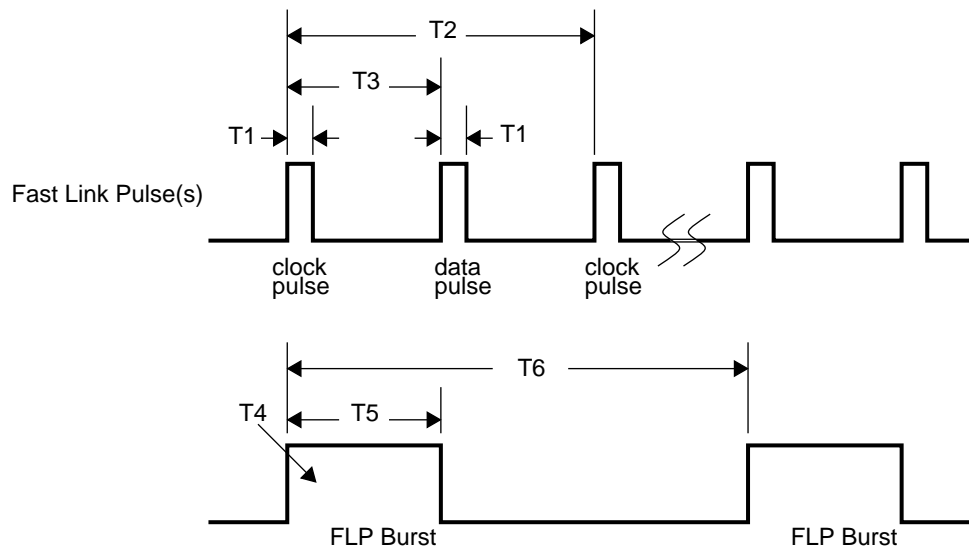 T2
T3
T1
T1
Fast Link Pulse(s)
clock
pulse
data
pulse
clock
pulse
T6
T4
T5
FLP Burst
FLP Burst